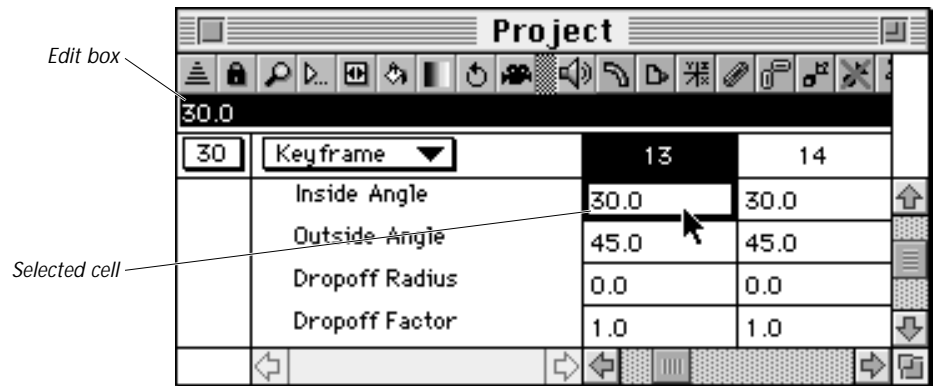 Project
Edit box
30.0
30 Keyframe 13 14
Inside Angle 30.0 30.0
Outside Angle 45.0 45.0
Selected cell
Dropoff Radius 0.0 0.0
Dropoff Factor 1.0 1.0